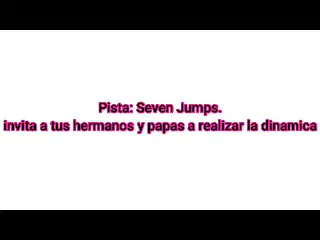 Pista: Seven Jumps.
invita a tus hermanos y papas a realizar la dinamica